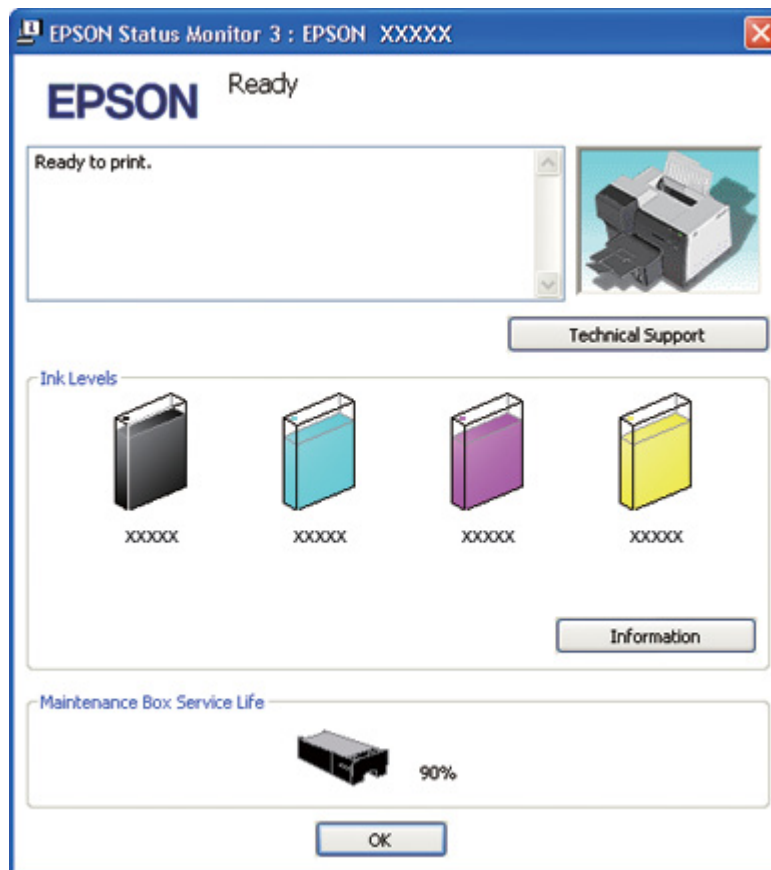 EPSON Status Monitor 3 : EPSON XXXXX
EPSON
Ready
Ready to print.
Technical Support
Ink Levels
XXXXX
XXXXX
XXXXX
XXXXX
Information
Maintenance Box Service Life
90%
OK